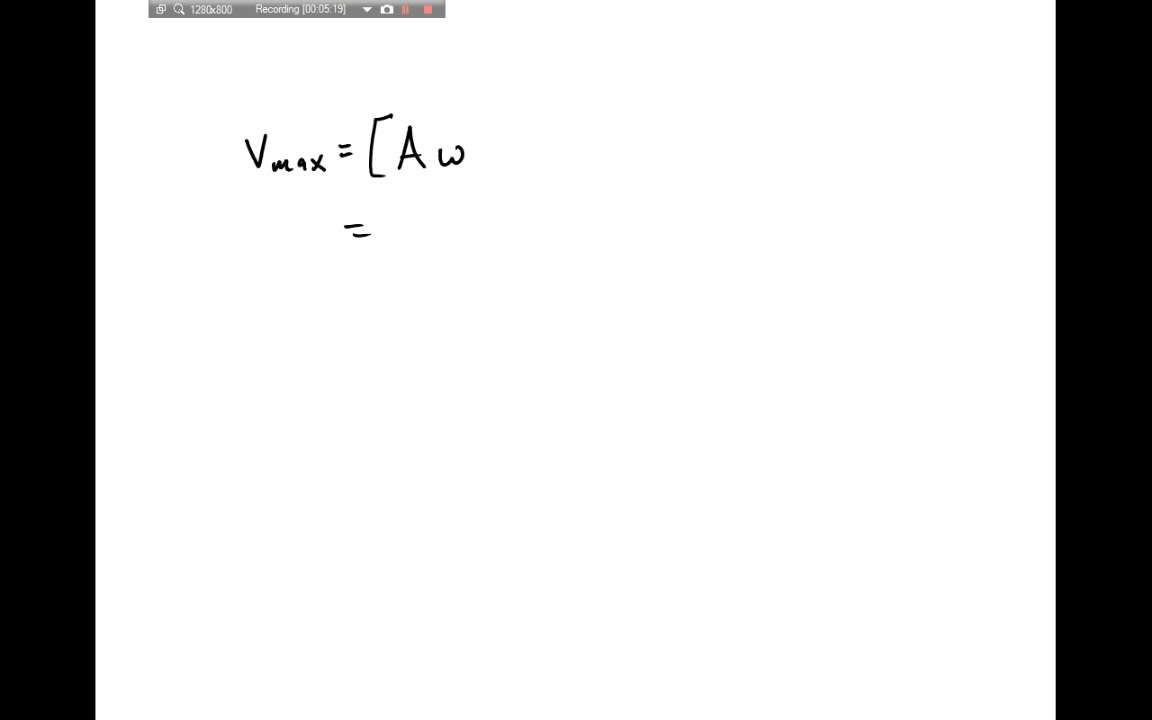 1280x800 Recording [00:05:19]
Vmax = [A ω
=